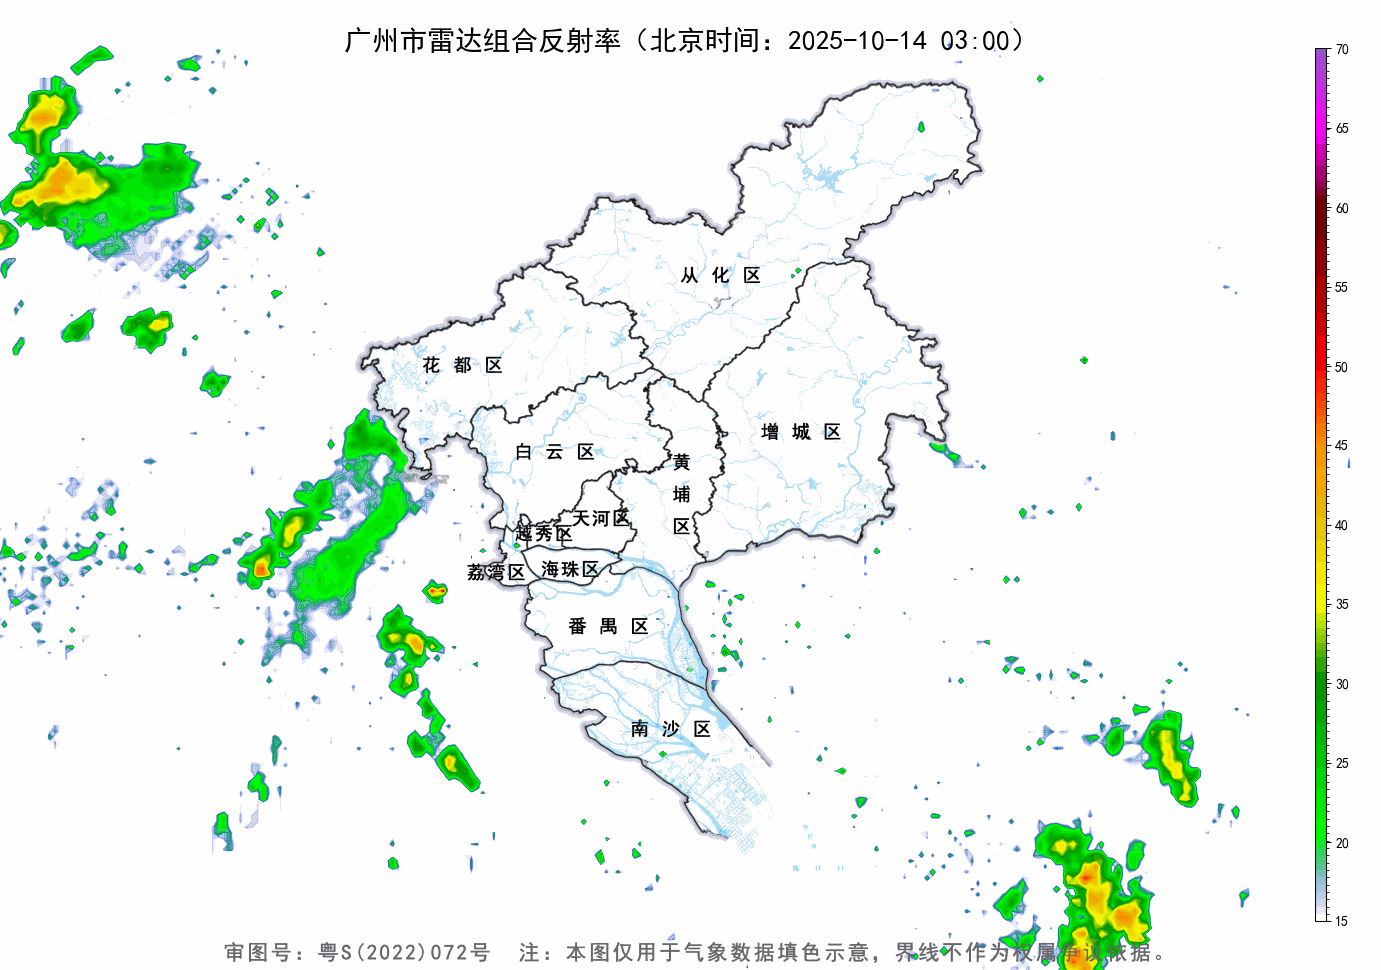 广州市雷达组合反射率（北京时间：2025-10-14 03:00）
70
65
60
55
50
45
40
35
30
25
20
15
从化区
花都区
增城区
白云区
黄埔区
天河区
越秀区
荔湾区
海珠区
番禺区
南沙区
审图号：粤S(2022)072号 注：本图仅用于气象数据填色示意，界线不作为权属争议依据。